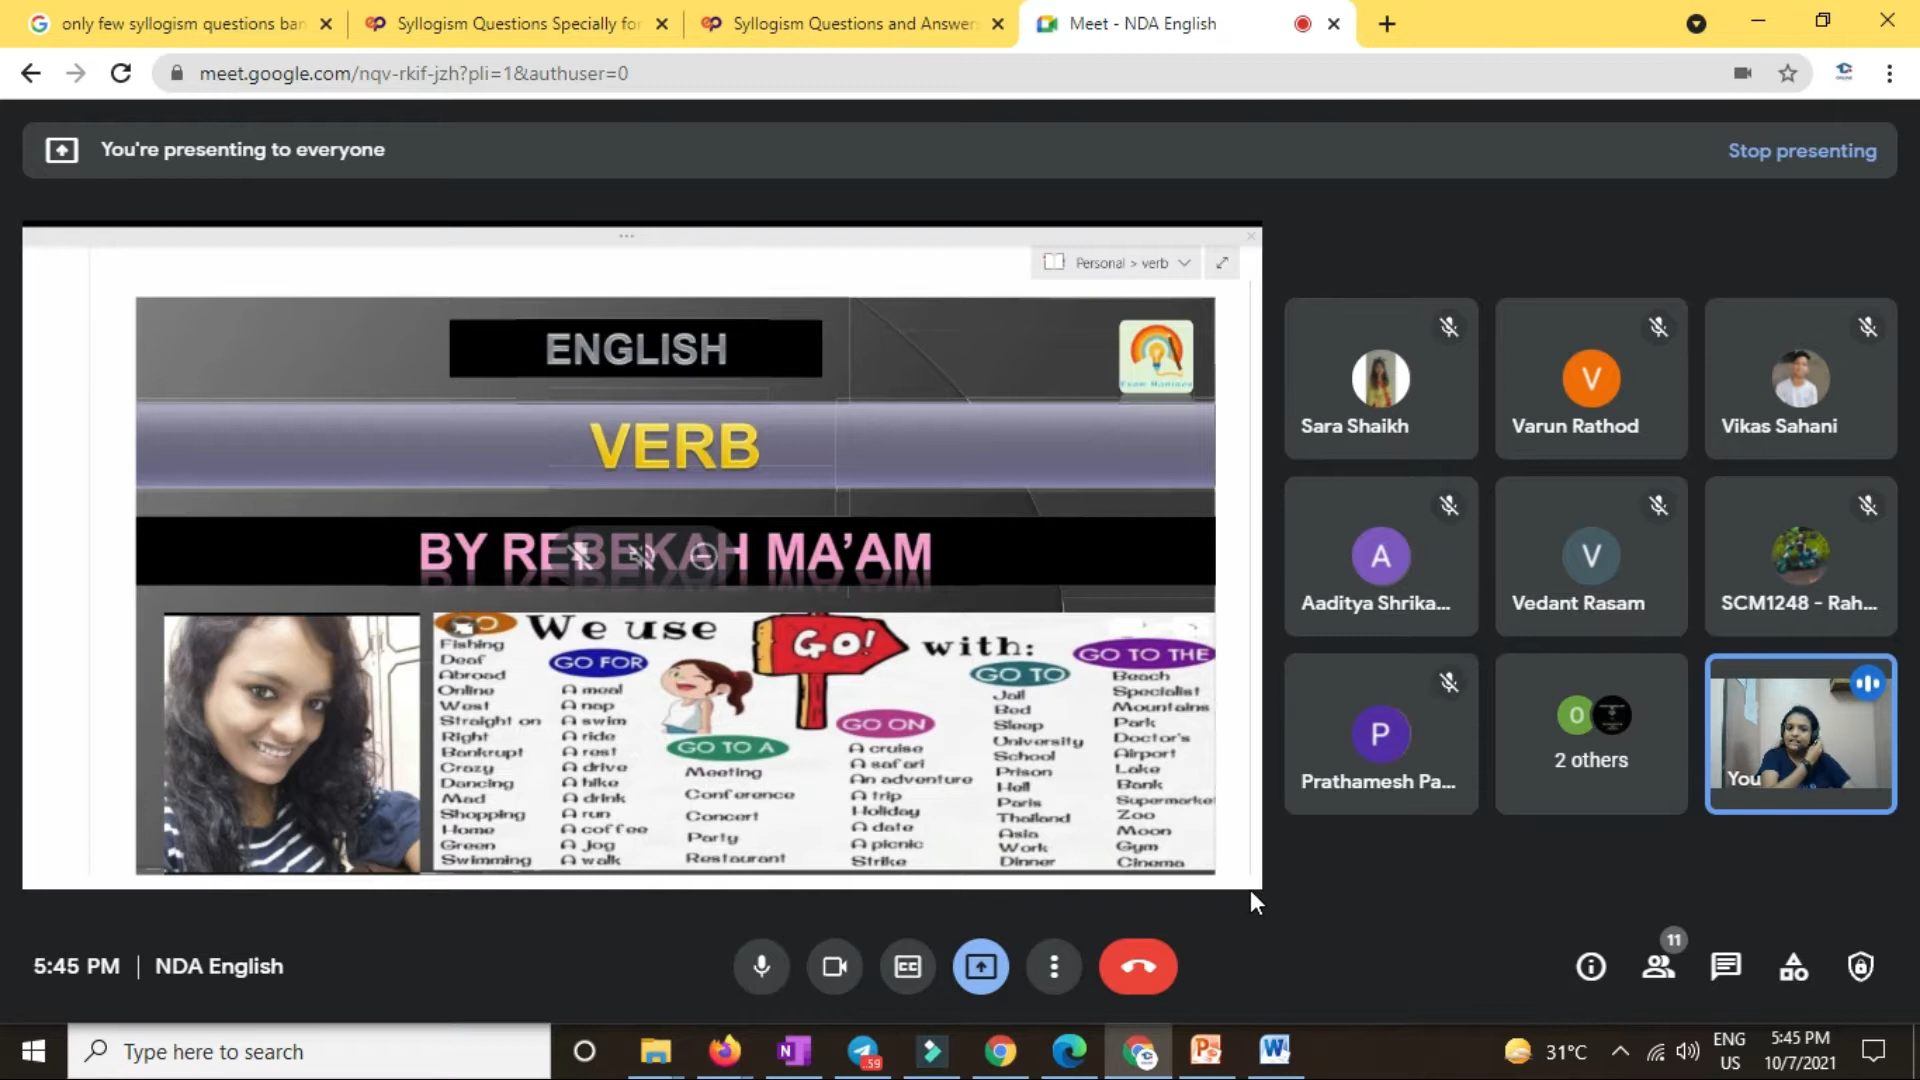 only few syllogism questions ban
Syllogism Questions Specially for
Syllogism Questions and Answer
Meet - NDA English
meet.google.com/nqv-rkif-jzh?pli=1&authuser=0
You're presenting to everyone
Stop presenting
Personal > verb
ENGLISH
VERB
BY REBEKAH MA'AM
We use GO! with:
Fishing
Deaf
Abroad
Online
West
Straight on
Right
Bankrupt
Crazy
Dancing
Mad
Shopping
Home
Green
Swimming
GO FOR
A meal
A nap
A swim
A ride
A rest
A drive
A hike
A drink
A run
A coffee
A jog
A walk
GO TO A
Meeting
Conference
Concert
Party
Restaurant
GO ON
A cruise
A safari
An adventure
A trip
Holiday
A date
A picnic
Strike
GO TO
Jail
Bed
Sleep
University
School
Prison
Hell
Paris
Thailand
Asia
Work
Dinner
GO TO THE
Beach
Specialist
Mountains
Park
Doctor's
Airport
Lake
Bank
Supermarke
Zoo
Moon
Gym
Cinema
Sara Shaikh
V
Varun Rathod
Vikas Sahani
A
Aaditya Shrika...
V
Vedant Rasam
SCM1248 - Rah...
P
Prathamesh Pa...
O
2 others
You
5:45 PM | NDA English
CC
11
Type here to search
N
59
P
W
31°C
ENG
US
5:45 PM
10/7/2021